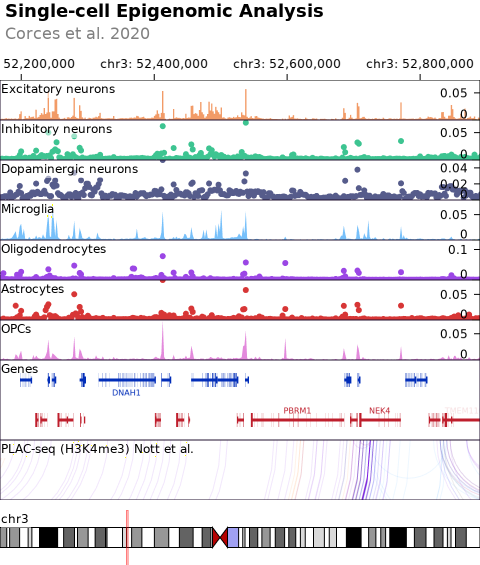 Single-cell Epigenomic Analysis
Corces et al. 2020
52,200,000 chr3: 52,400,000 chr3: 52,600,000 chr3: 52,800,000
Excitatory neurons 0.05
0
Inhibitory neurons 0.05
0
Dopaminergic neurons 0.04
0.02
0
Microglia 0.05
0
Oligodendrocytes 0.1
0
Astrocytes 0.05
0
OPCs 0.05
0
Genes
DNAH1
PBRM1 NEK4
PLAC-seq (H3K4me3) Nott et al.
chr3